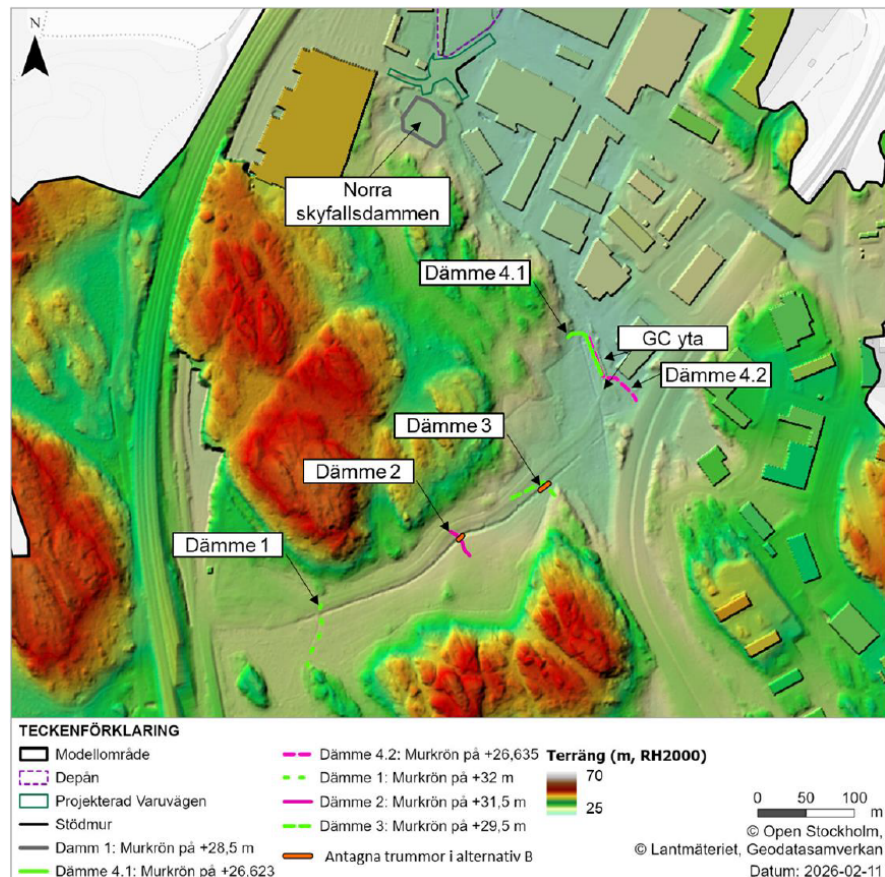 N
Norra
skyfallsdammen
Dämme 4.1
GC yta
Dämme 4.2
Dämme 3
Dämme 2
Dämme 1
TECKENFÖRKLARING
Modellområde
Depån
Projekterad Varuvägen
Stödmur
Damm 1: Murkrön på +28,5 m
Dämme 4.1: Murkrön på +26,623
Dämme 4.2: Murkrön på +26,635
Dämme 1: Murkrön på +32 m
Dämme 2: Murkrön på +31,5 m
Dämme 3: Murkrön på +29,5 m
Antagna trummor i alternativ B
Terräng (m, RH2000)
70
25
0 50 100
m
© Open Stockholm,
© Lantmäteriet, Geodatasamverkan
Datum: 2026-02-11